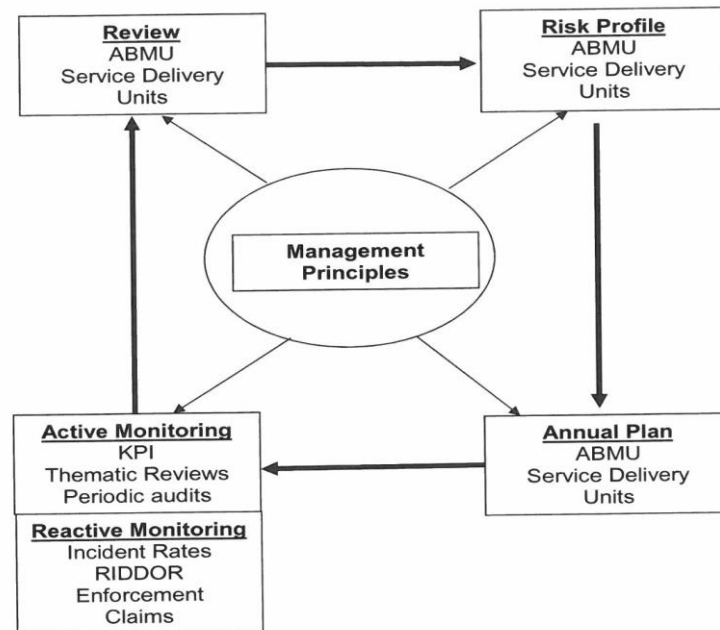 Review
ABMU
Service Delivery
Units
Risk Profile
ABMU
Service Delivery
Units
Management
Principles
Active Monitoring
KPI
Thematic Reviews
Periodic audits
Reactive Monitoring
Incident Rates
RIDDOR
Enforcement
Claims
Annual Plan
ABMU
Service Delivery
Units